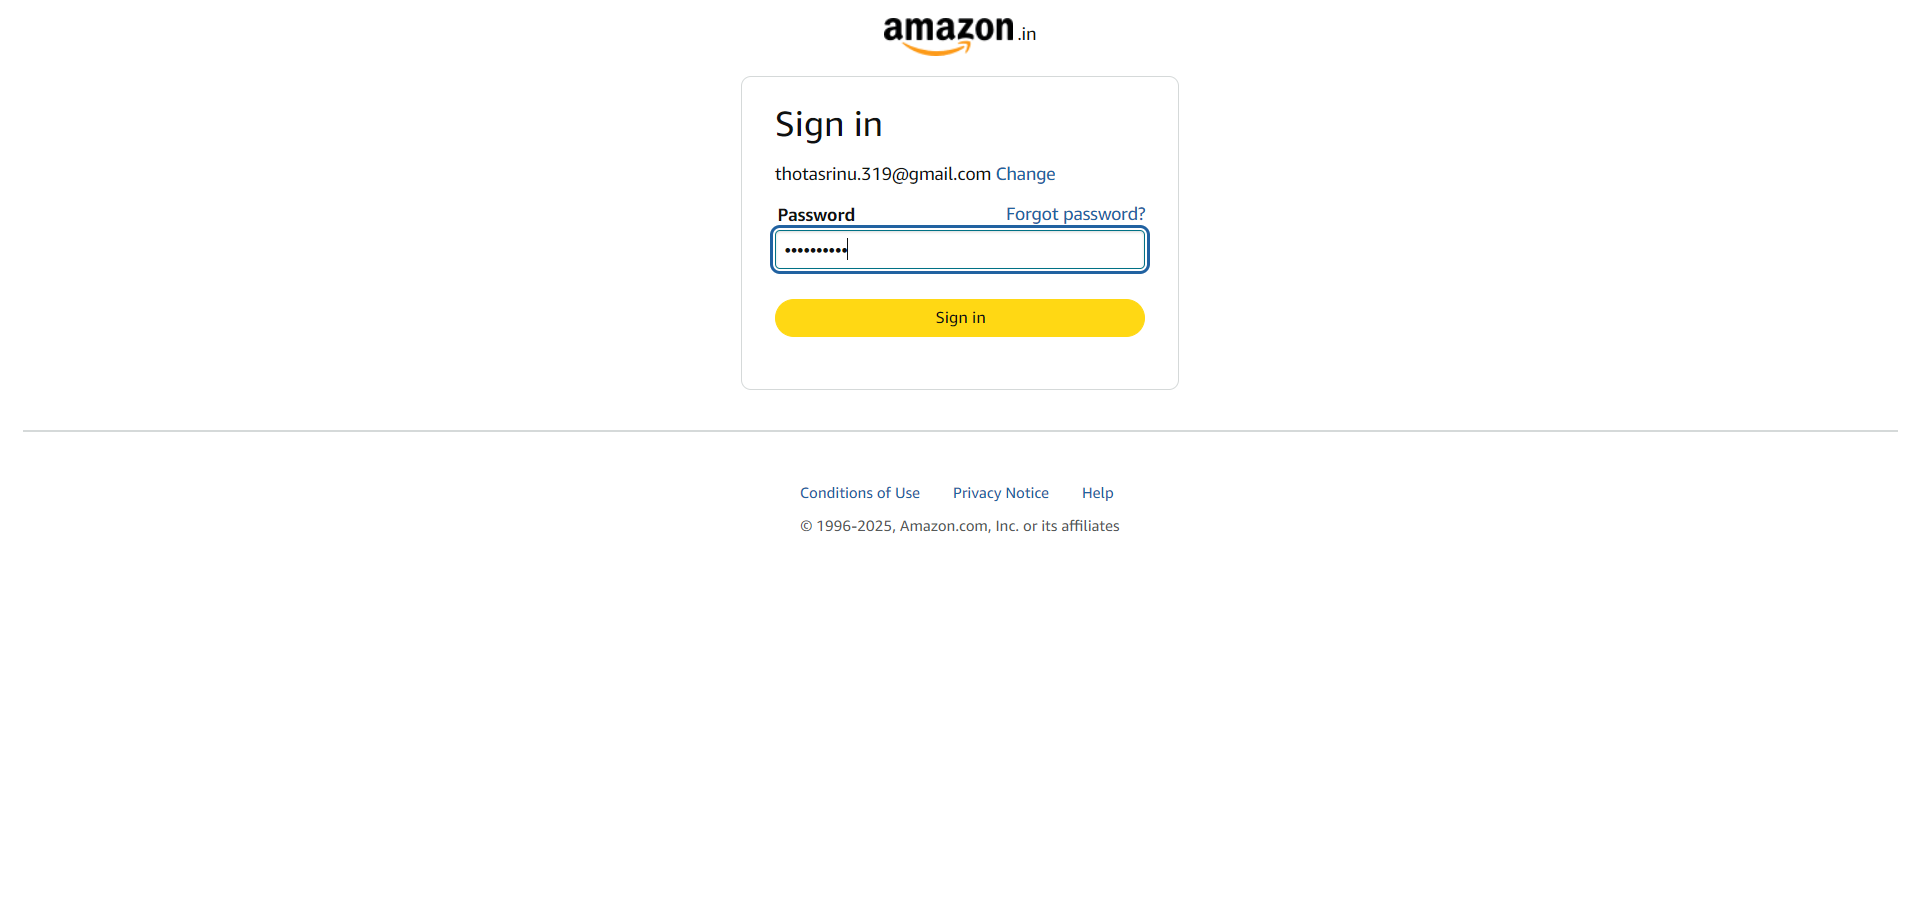 amazon.in
Sign in
thotasrinu.319@gmail.com Change
Password Forgot password?
••••••••••
Sign in
Conditions of Use Privacy Notice Help
© 1996-2025, Amazon.com, Inc. or its affiliates